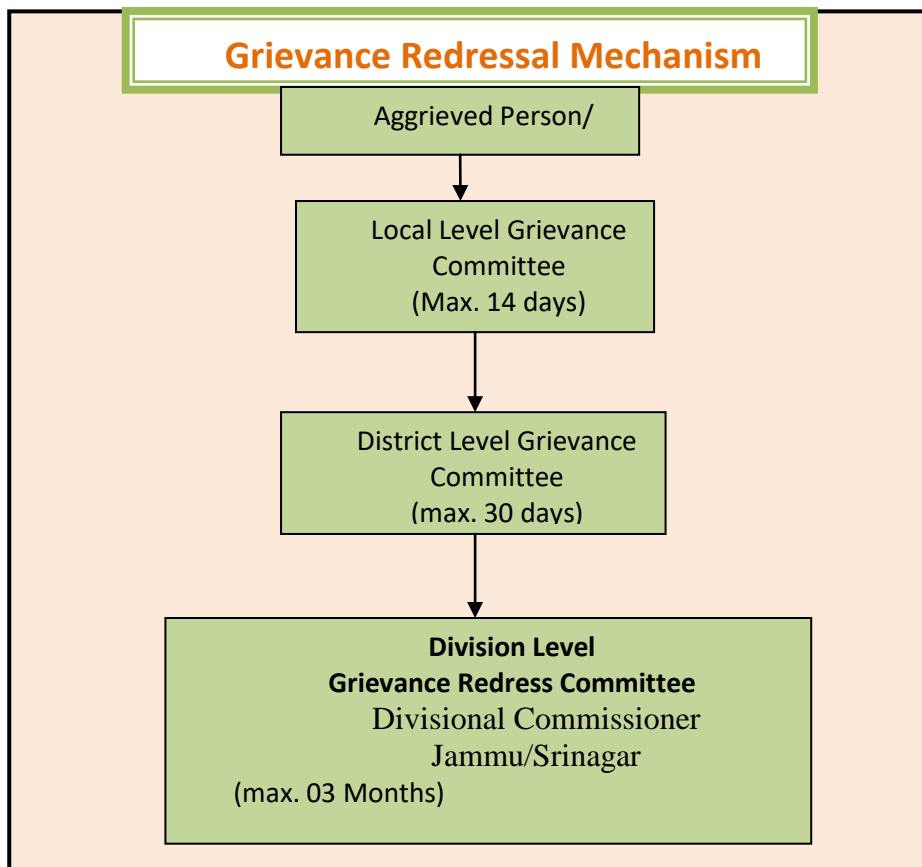 Grievance Redressal Mechanism
Aggrieved Person/
Local Level Grievance
Committee
(Max. 14 days)
District Level Grievance
Committee
(max. 30 days)
Division Level
Grievance Redress Committee
Divisional Commissioner
Jammu/Srinagar
(max. 03 Months)